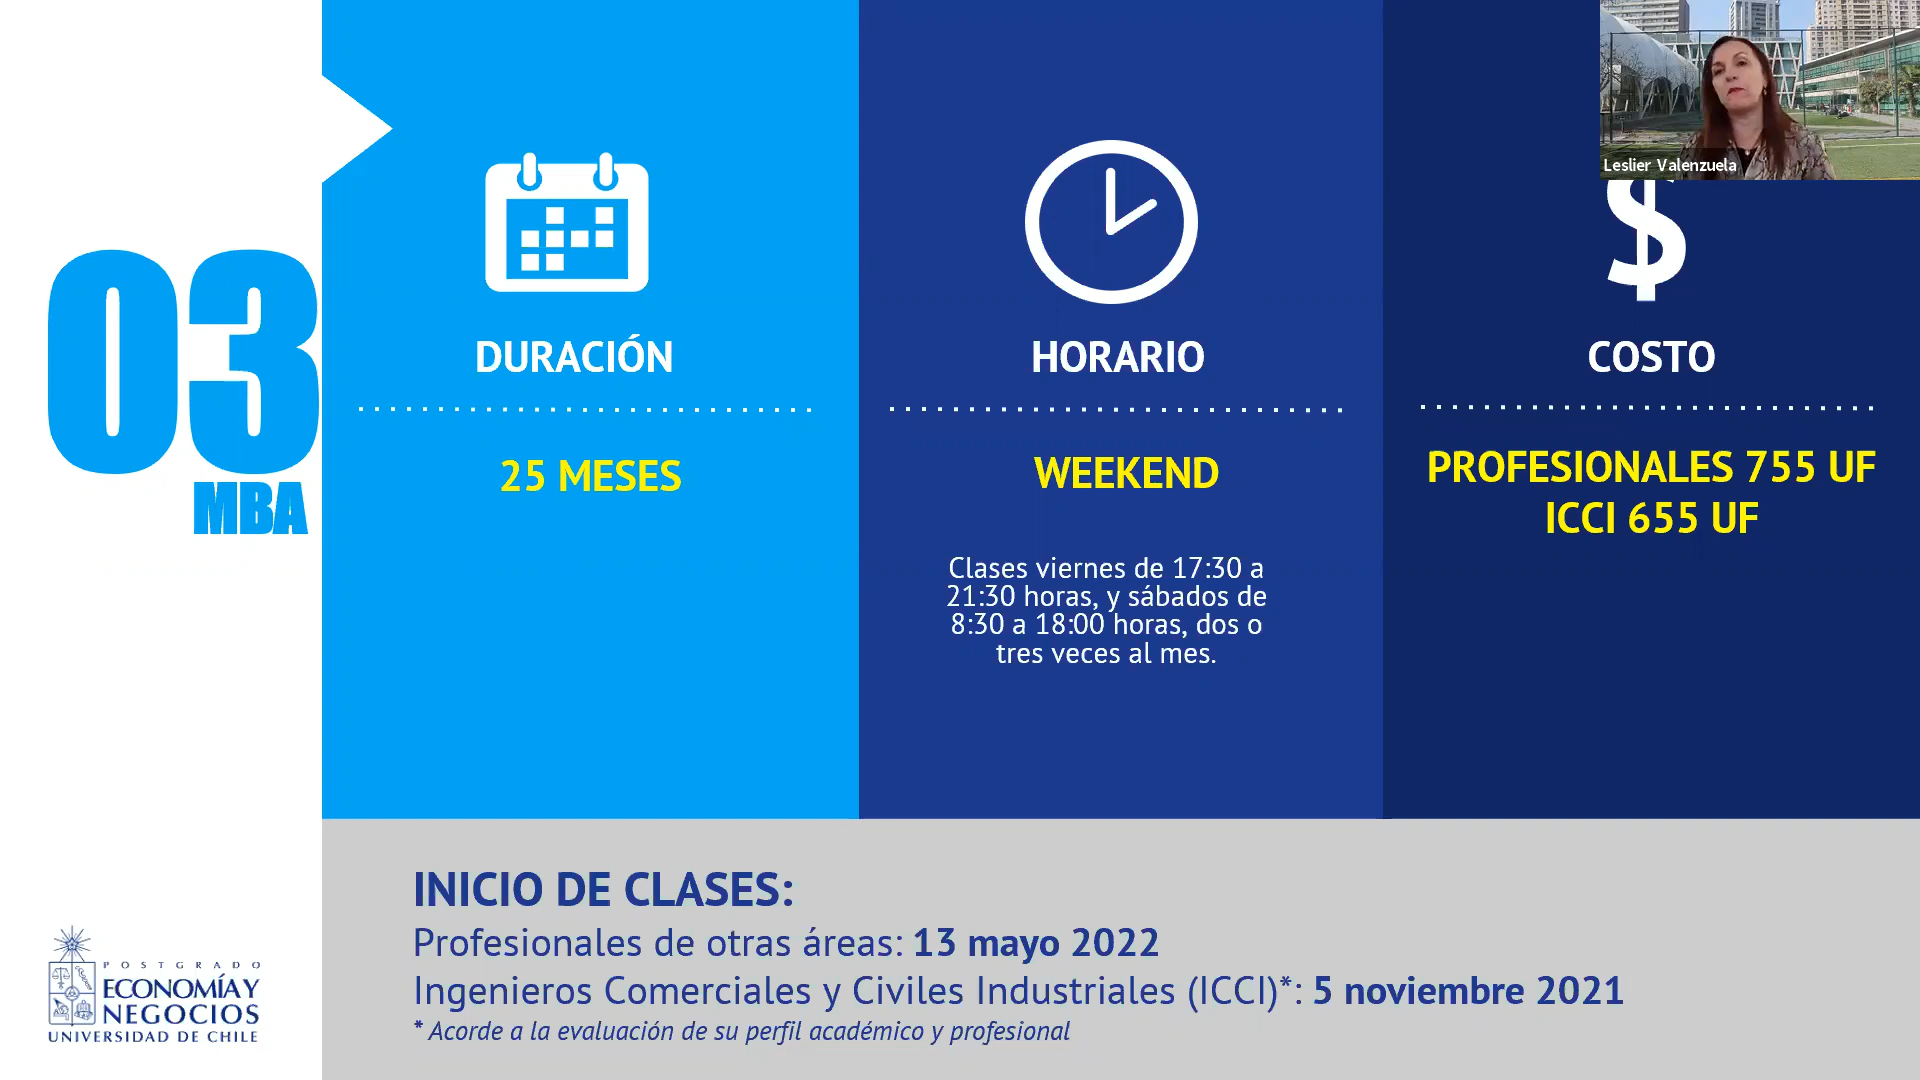 Leslier Valenzuela
03
MBA
DURACIÓN
25 MESES
HORARIO
WEEKEND
Clases viernes de 17:30 a
21:30 horas, y sábados de
8:30 a 18:00 horas, dos o
tres veces al mes.
$
COSTO
PROFESIONALES 755 UF
ICCI 655 UF
INICIO DE CLASES:
Profesionales de otras áreas: 13 mayo 2022
Ingenieros Comerciales y Civiles Industriales (ICCI)*: 5 noviembre 2021
* Acorde a la evaluación de su perfil académico y profesional
POSTGRADO
ECONOMÍA Y
NEGOCIOS
UNIVERSIDAD DE CHILE